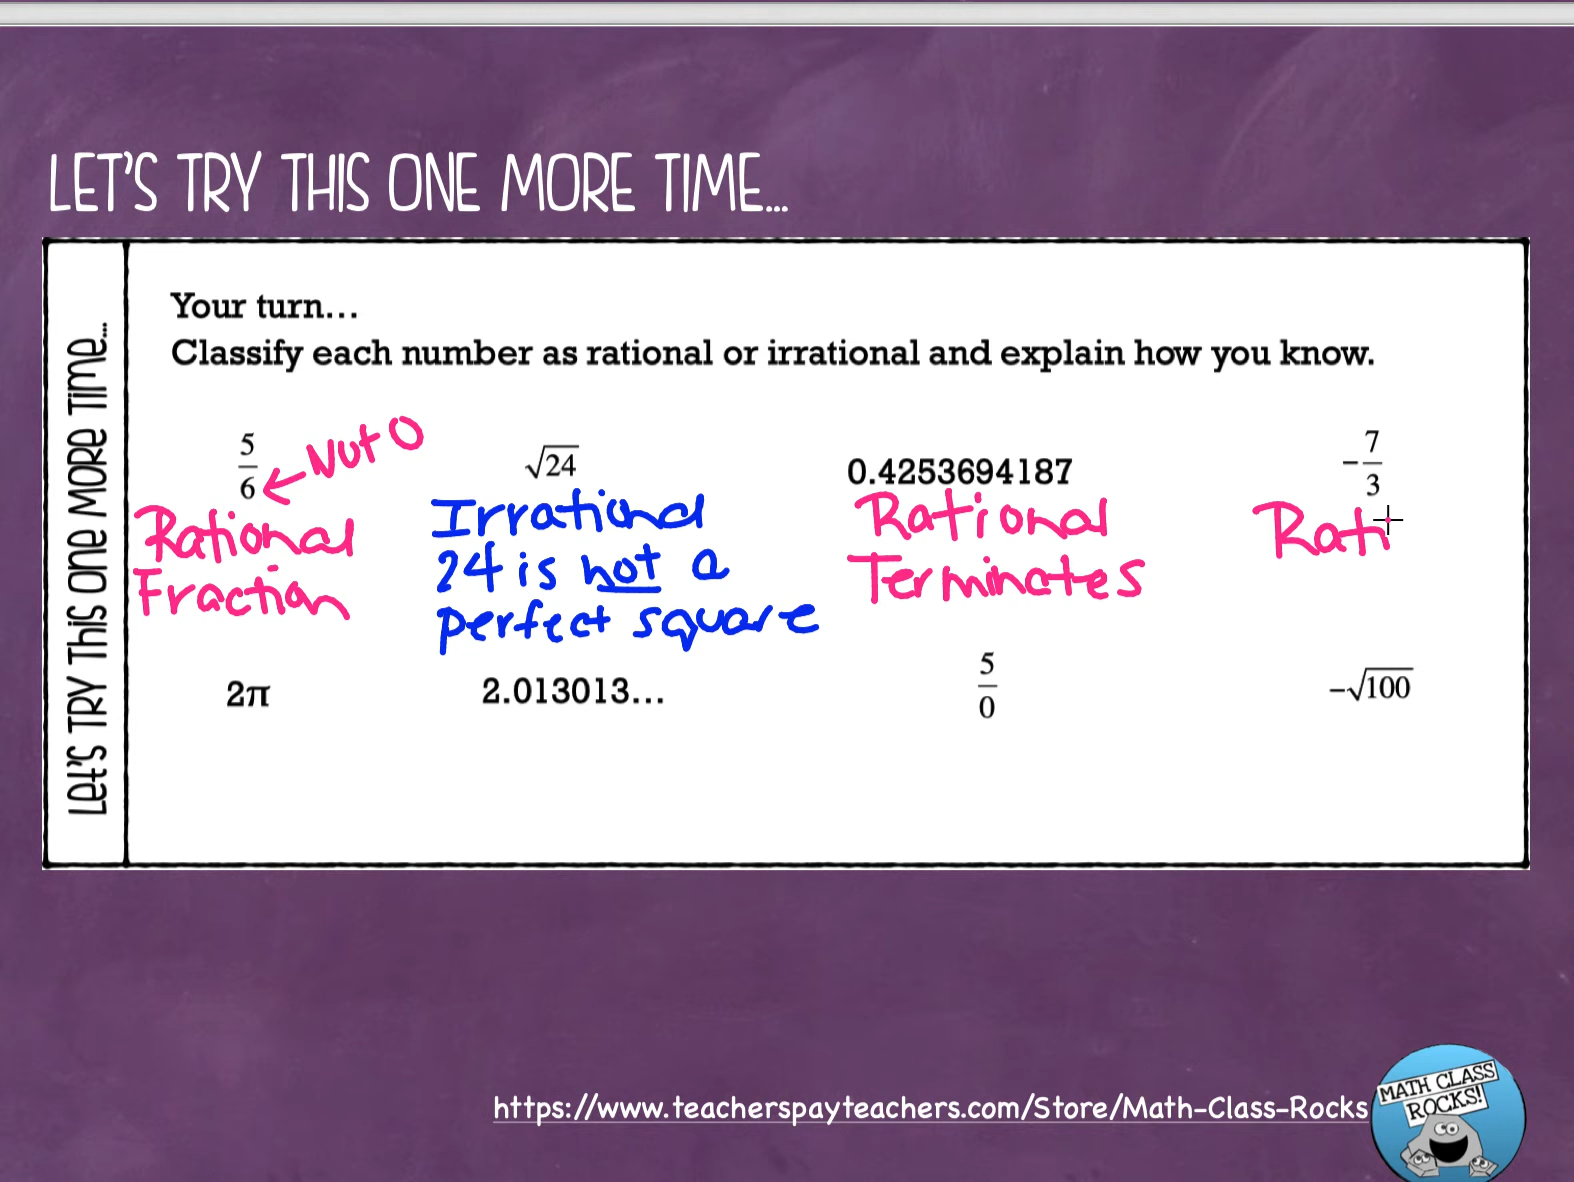 LET'S TRY THIS ONE MORE TIME...
LET'S TRY THIS ONE MORE TIME...
Your turn...
Classify each number as rational or irrational and explain how you know.
5/6 ← Not 0
Rational
Fraction
√24
Irrational
24 is not a
perfect square
0.4253694187
Rational
Terminates
-7/3
Rati
2π
2.013013...
5/0
-√100
https://www.teacherspayteachers.com/Store/Math-Class-Rocks
MATH CLASS
ROCKS!